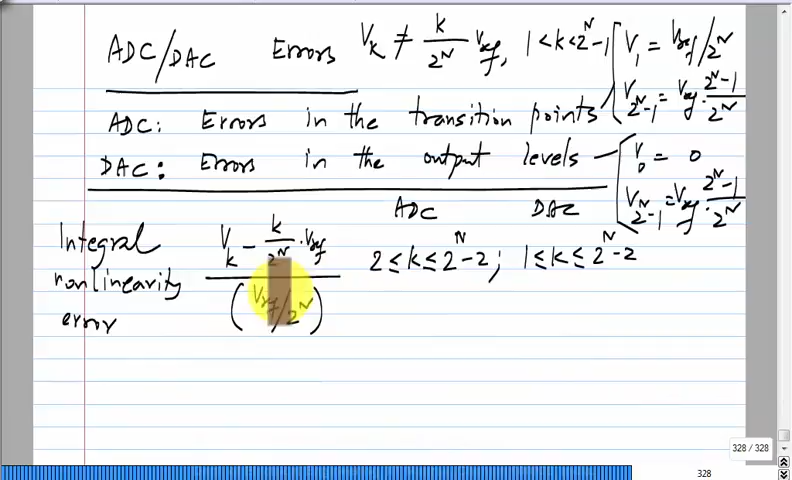 ADC/DAC Errors V_k ≠ k/2^N V_ref, 1<k<2^N-1 [ V_1 = V_ref/2^N
V_{2^N-1} = V_ref · (2^N-1)/2^N
ADC: Errors in the transition points
DAC: Errors in the output levels [ V_0 = 0
V_{2^N-1} = V_ref · (2^N-1)/2^N
ADC DAC
Integral nonlinearity error (V_k - k/2^N · V_ref) / (V_ref/2^N) 2≤k≤2^N-2; 1≤k≤2^N-2
328 / 328
328